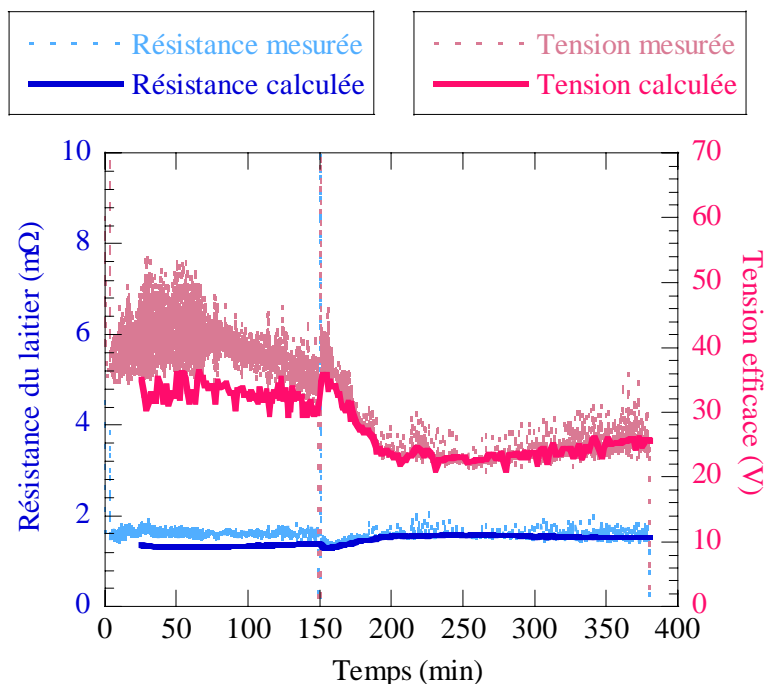 Résistance mesurée
Résistance calculée
Tension mesurée
Tension calculée
10
8
6
4
2
0
Résistance du laitier (mΩ)
70
60
50
40
30
20
10
0
Tension efficace (V)
0 50 100 150 200 250 300 350 400
Temps (min)